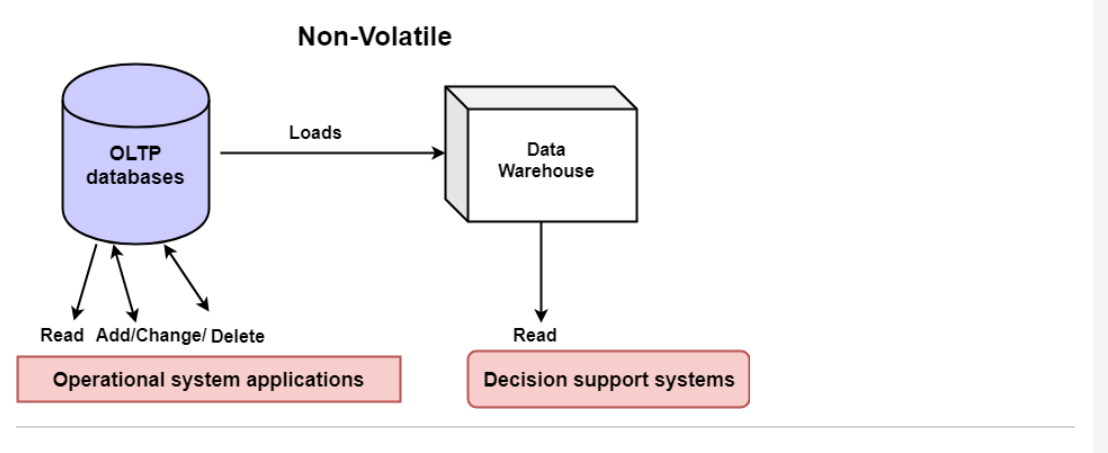 Non-Volatile
OLTP
databases
Loads
Data
Warehouse
Read Add/Change/ Delete
Read
Operational system applications
Decision support systems